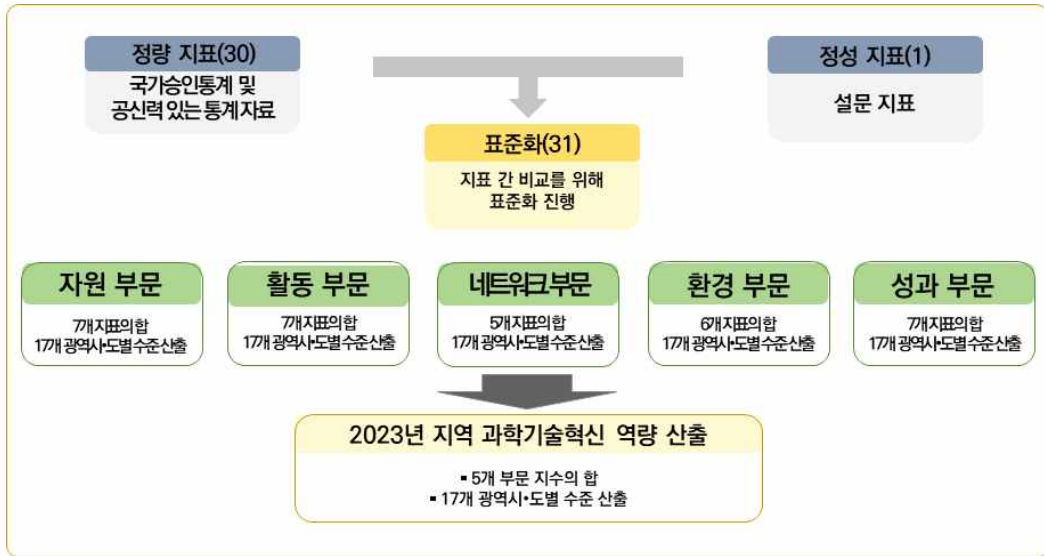 정량 지표(30)
국가승인통계 및
공신력 있는 통계 자료
정성 지표(1)
설문 지표
표준화(31)
지표 간 비교를 위해
표준화 진행
자원 부문
7개 지표의 합
17개 광역시•도별 수준 산출
활동 부문
7개 지표의 합
17개 광역시•도별 수준 산출
네트워크 부문
5개 지표의 합
17개 광역시•도별 수준 산출
환경 부문
6개 지표의 합
17개 광역시•도별 수준 산출
성과 부문
7개 지표의 합
17개 광역시•도별 수준 산출
2023년 지역 과학기술혁신 역량 산출
▪ 5개 부문 지수의 합
▪ 17개 광역시•도별 수준 산출